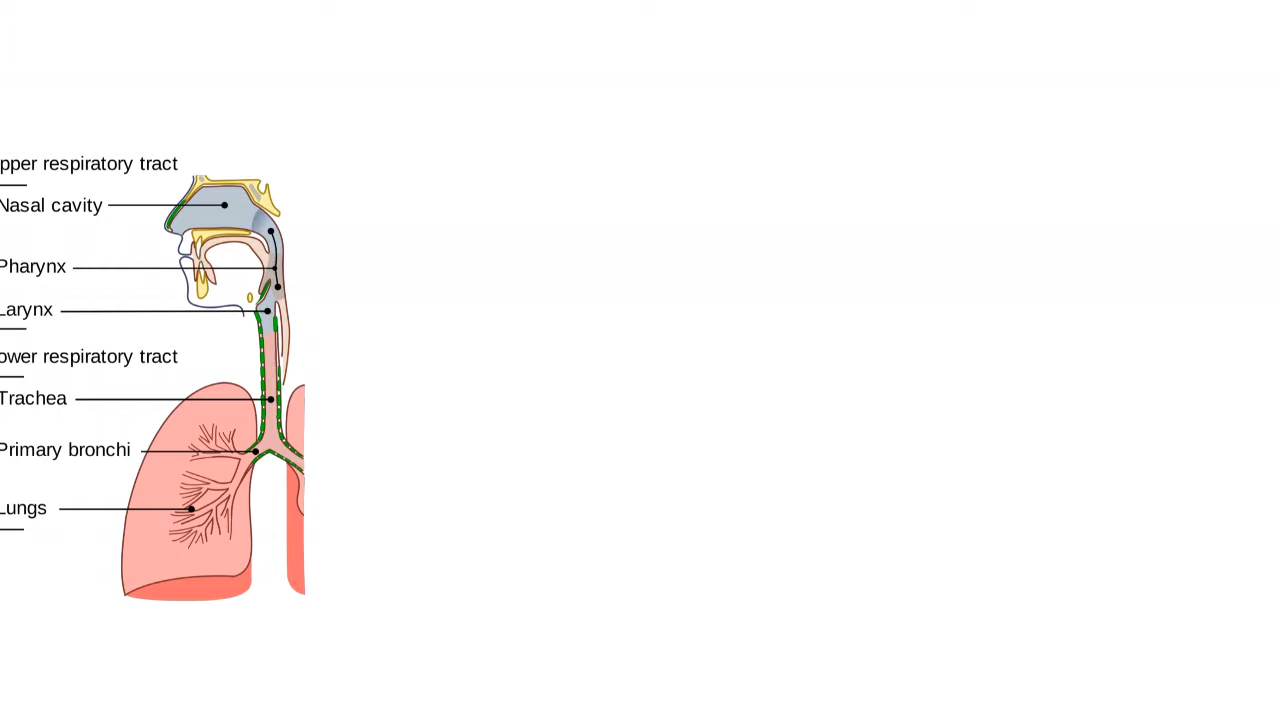 pper respiratory tract
Nasal cavity
Pharynx
Larynx
ower respiratory tract
Trachea
Primary bronchi
Lungs